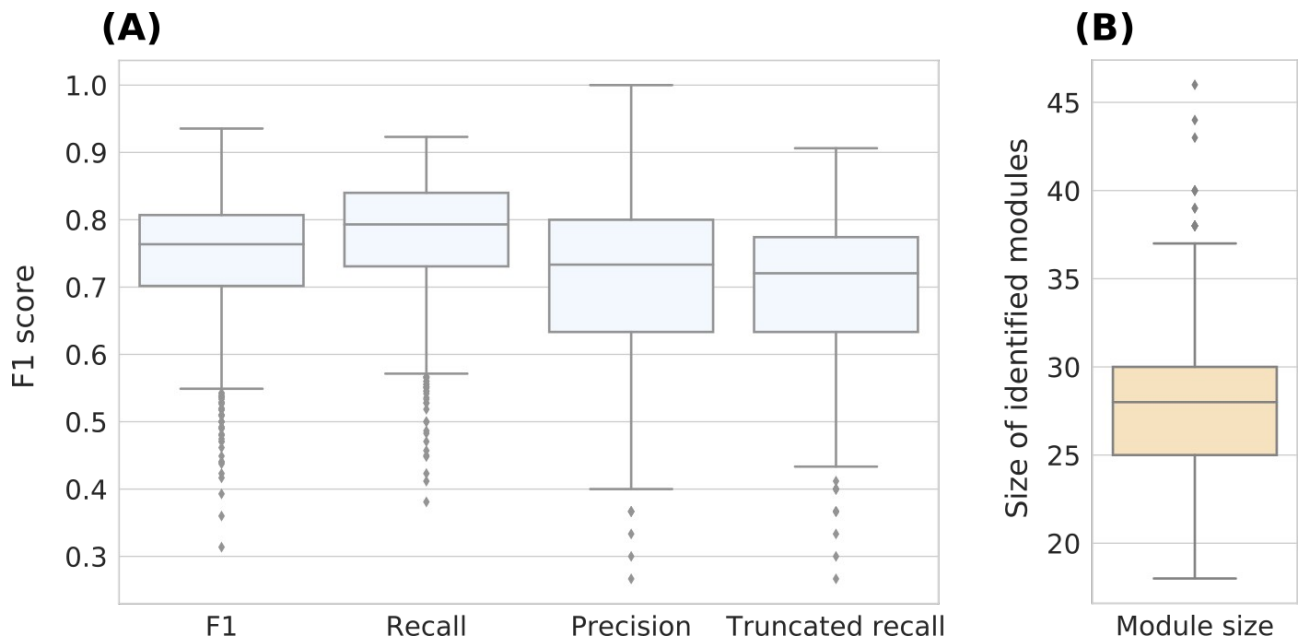 (A)
F1 score
1.0
0.9
0.8
0.7
0.6
0.5
0.4
0.3
F1 Recall Precision Truncated recall
(B)
Size of identified modules
45
40
35
30
25
20
Module size